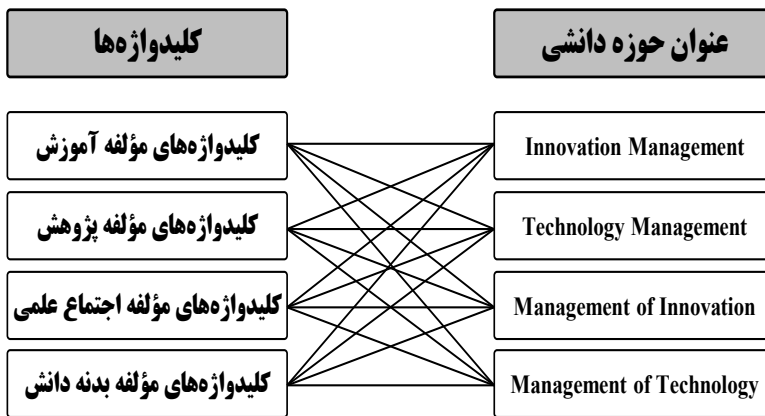 عنوان حوزه دانشی
کلیدواژه‌ها
Innovation Management
کلیدواژه‌های مؤلفه آموزش
Technology Management
کلیدواژه‌های مؤلفه پژوهش
Management of Innovation
کلیدواژه‌های مؤلفه اجتماع علمی
Management of Technology
کلیدواژه‌های مؤلفه بدنه دانش